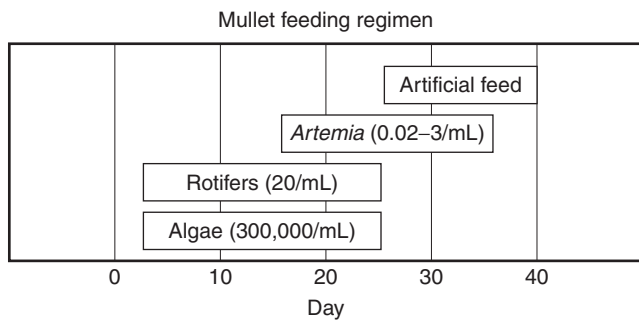 Mullet feeding regimen
Artificial feed
Artemia (0.02–3/mL)
Rotifers (20/mL)
Algae (300,000/mL)
0 10 20 30 40
Day